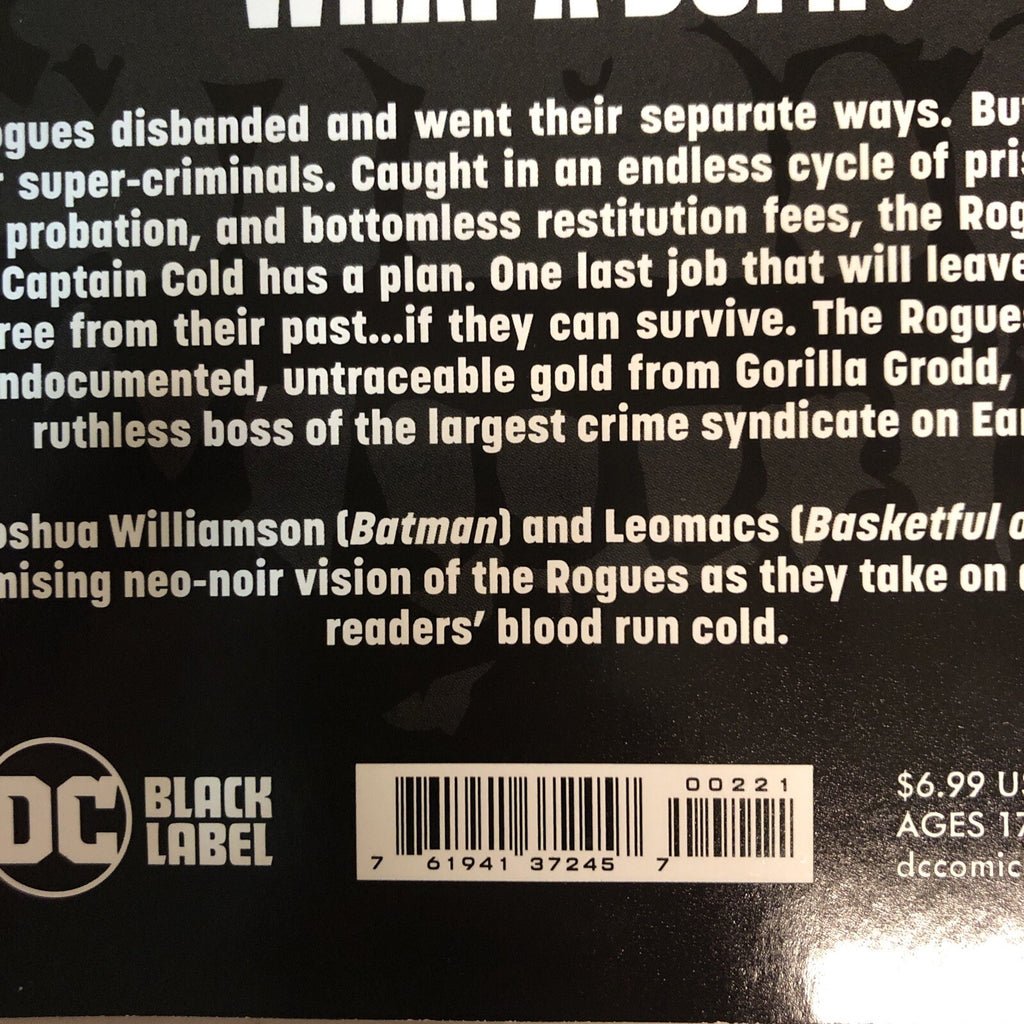 ogues disbanded and went their separate ways. But
super-criminals. Caught in an endless cycle of pris
probation, and bottomless restitution fees, the Rog
Captain Cold has a plan. One last job that will leave
ree from their past...if they can survive. The Rogues
ndocumented, untraceable gold from Gorilla Grodd,
ruthless boss of the largest crime syndicate on Ear
oshua Williamson (Batman) and Leomacs (Basketful o
mising neo-noir vision of the Rogues as they take on
readers' blood run cold.
DC
BLACK
LABEL
00221
7 61941 37245 7
$6.99 US
AGES 17
dccomic